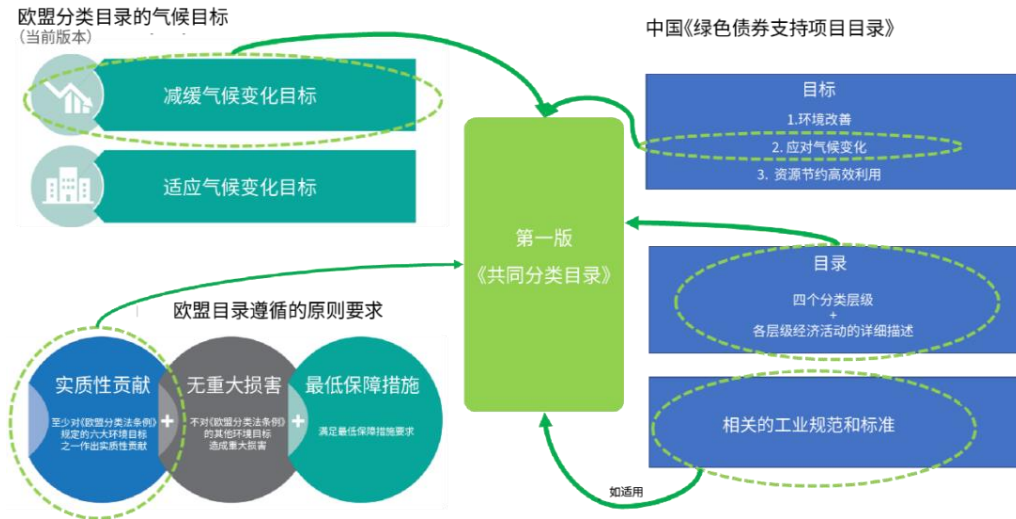 欧盟分类目录的气候目标
（当前版本）
减缓气候变化目标
适应气候变化目标
中国《绿色债券支持项目目录》
目标
1.环境改善
2. 应对气候变化
3. 资源节约高效利用
第一版
《共同分类目录》
目录
四个分类层级
+
各层级经济活动的详细描述
相关的工业规范和标准
如适用
欧盟目录遵循的原则要求
实质性贡献
至少对《欧盟分类法条例》
规定的六大环境目标
之一作出实质性贡献
+
无重大损害
不对《欧盟分类法条例》
的其他环境目标
造成重大损害
+
最低保障措施
满足最低保障措施要求